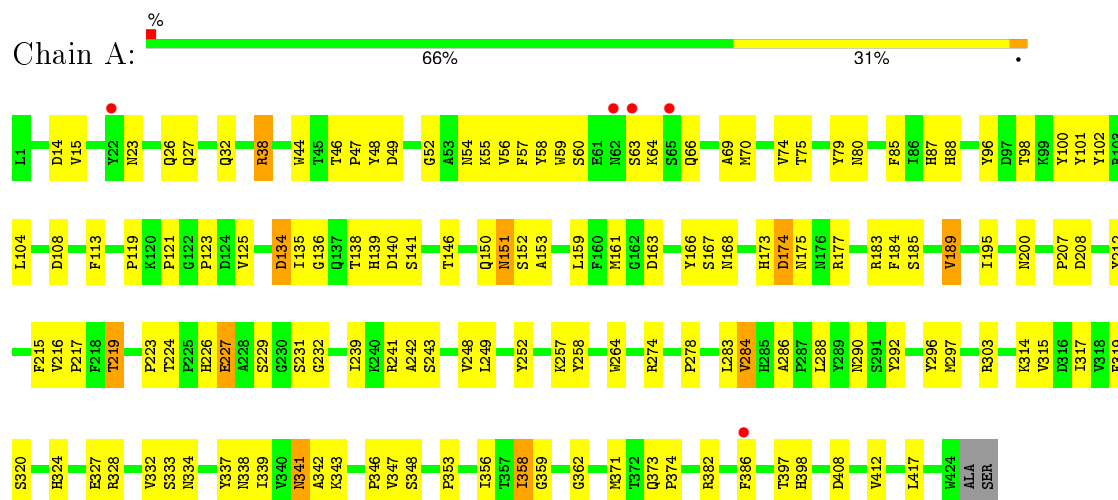 %
Chain A:
66% 31% •
L1 D14 V15 Y22 N23 Q26 Q27 Q32 R38 W44 T45 T46 P47 Y48 D49 G52 A53 N54 K55 V56 F57 Y58 W59 S60 E61 N62 S63 K64 S65 Q66 A69 M70 V74 T75 Y79 N80 F85 I86 H87 H88 Y96 D97 T98 K99 Y100 Y101 Y102 R103
L104 D108 F113 P119 K120 P121 G122 P123 D124 V125 D134 I135 G136 Q137 T138 H139 D140 S141 T146 Q150 N151 S152 A153 L159 F160 M161 G162 D163 Y166 S167 N168 H173 D174 N175 N176 R177 R183 F184 S185 V189 I195 N200 P207 D208 Y212
F215 V216 P217 F218 T219 P223 T224 P225 H226 E227 A228 S229 G230 S231 G232 I239 K240 R241 A242 S243 V248 L249 Y252 K257 Y258 W264 R274 P278 L283 V284 H285 A286 P287 L288 Y289 N290 S291 Y292 Y296 M297 R303 K314 V315 D316 I317 V318 E319
S320 H324 E327 R328 V332 S333 N334 Y337 N338 I339 V340 N341 A342 K343 P346 V347 S348 P353 I356 T357 I358 G359 G362 M371 T372 Q373 P374 R382 F386 T397 H398 D408 V412 L417 W424 ALA SER